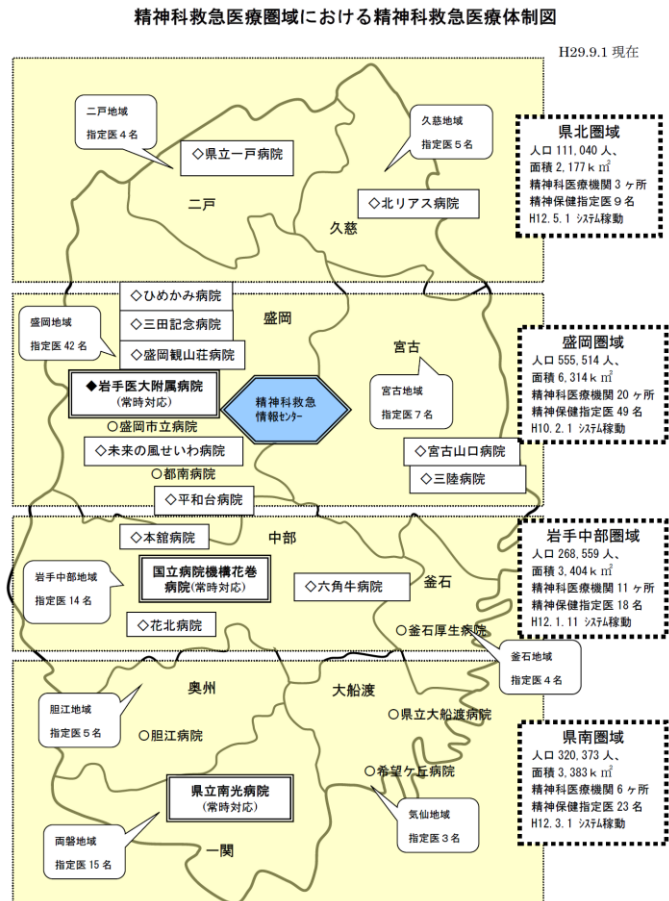 精神科救急医療圏域における精神科救急医療体制図
H29.9.1 現在
二戸地域
指定医４名
久慈地域
指定医５名
◇県立一戸病院
二戸
◇北リアス病院
久慈
県北圏域
人口 111,040 人、
面積 2,177ｋ㎡
精神科医療機関 3 ヶ所
精神保健指定医 9 名
H12.5.1 システム稼動
◇ひめかみ病院
盛岡地域
指定医 42 名
◇三田記念病院
盛岡
◇盛岡観山荘病院
宮古
◆岩手医大附属病院
(常時対応)
精神科救急
情報センター
宮古地域
指定医７名
○盛岡市立病院
◇未来の風せいわ病院
◇宮古山口病院
○都南病院
◇三陸病院
◇平和台病院
盛岡圏域
人口 555,514 人、
面積 6,314ｋ㎡
精神科医療機関 20 ヶ所
精神保健指定医 49 名
H10.2.1 システム稼動
◇本舘病院
中部
岩手中部地域
指定医 14 名
国立病院機構花巻
病院(常時対応)
◇六角牛病院
釜石
◇花北病院
○釜石厚生病院
釜石地域
指定医４名
岩手中部圏域
人口 268,559 人、
面積 3,404ｋ㎡
精神科医療機関 11 ヶ所
精神保健指定医 18 名
H12.1.11 システム稼動
奥州
大船渡
胆江地域
指定医５名
○胆江病院
○県立大船渡病院
県立南光病院
(常時対応)
○希望ケ丘病院
両磐地域
指定医 15 名
一関
気仙地域
指定医３名
県南圏域
人口 320,373 人、
面積 3,383ｋ㎡
精神科医療機関 6 ヶ所
精神保健指定医 23 名
H12.3.1 システム稼動